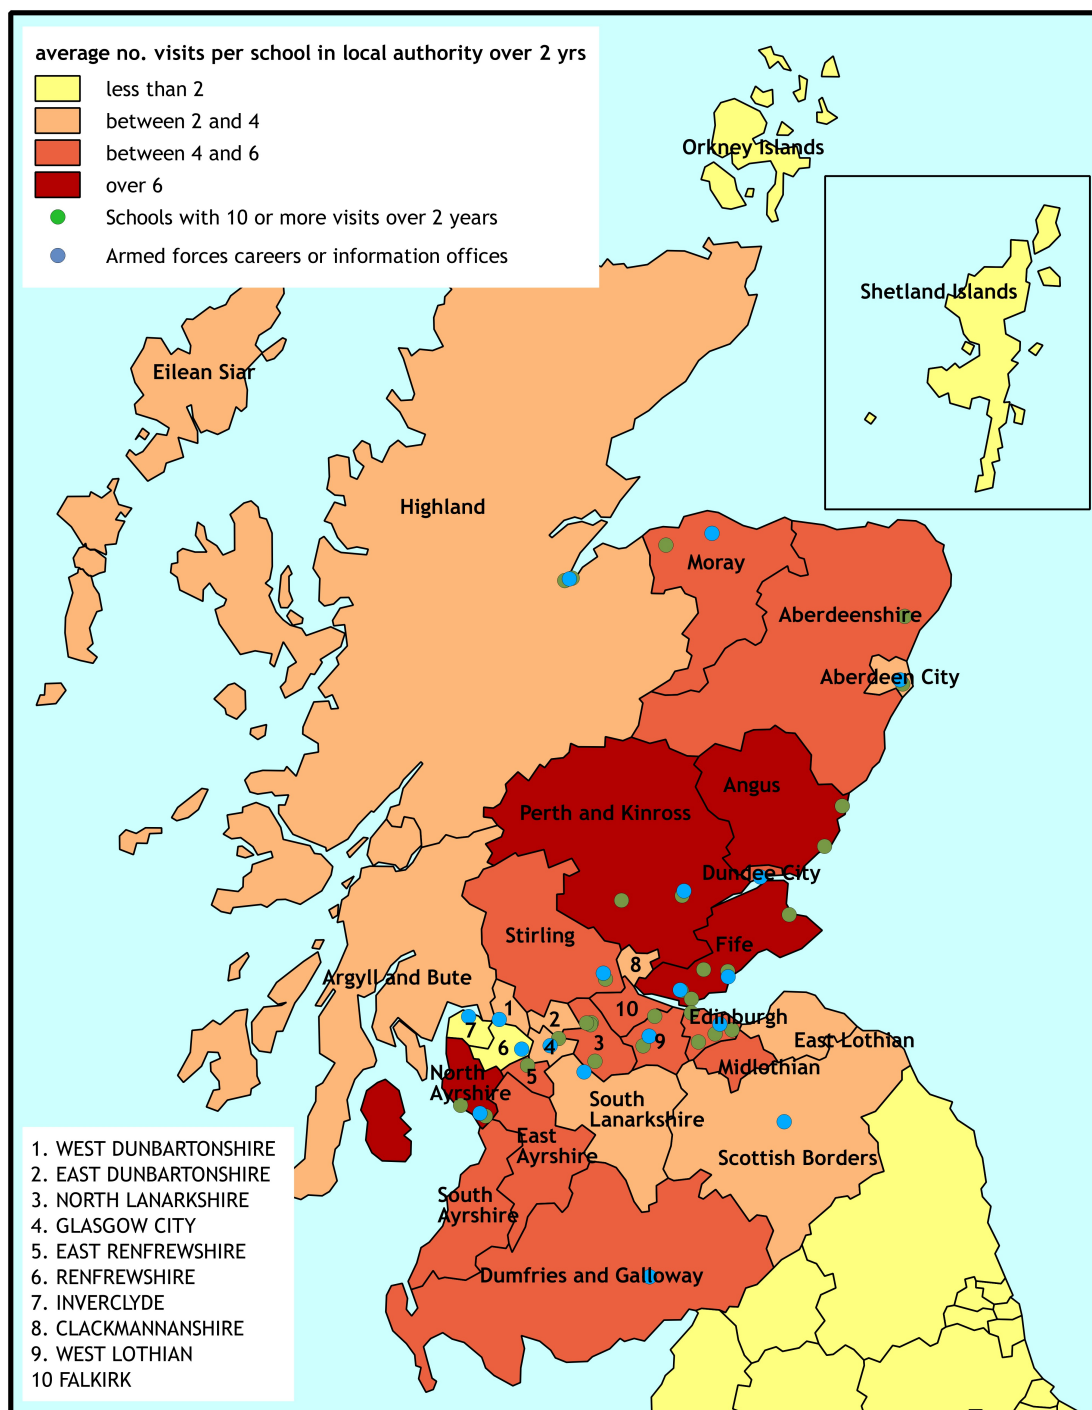 average no. visits per school in local authority over 2 yrs
less than 2
between 2 and 4
between 4 and 6
over 6
Schools with 10 or more visits over 2 years
Armed forces careers or information offices
Orkney Islands
Shetland Islands
Eilean Siar
Highland
Moray
Aberdeenshire
Aberdeen City
Angus
Perth and Kinross
Dundee City
Stirling
Fife
8
Argyll and Bute
1
2
10
Edinburgh
7
6
4
3
9
East Lothian
5
Midlothian
North
Ayrshire
South
Lanarkshire
East
Ayrshire
Scottish Borders
South
Ayrshire
Dumfries and Galloway
1. WEST DUNBARTONSHIRE
2. EAST DUNBARTONSHIRE
3. NORTH LANARKSHIRE
4. GLASGOW CITY
5. EAST RENFREWSHIRE
6. RENFREWSHIRE
7. INVERCLYDE
8. CLACKMANNANSHIRE
9. WEST LOTHIAN
10 FALKIRK